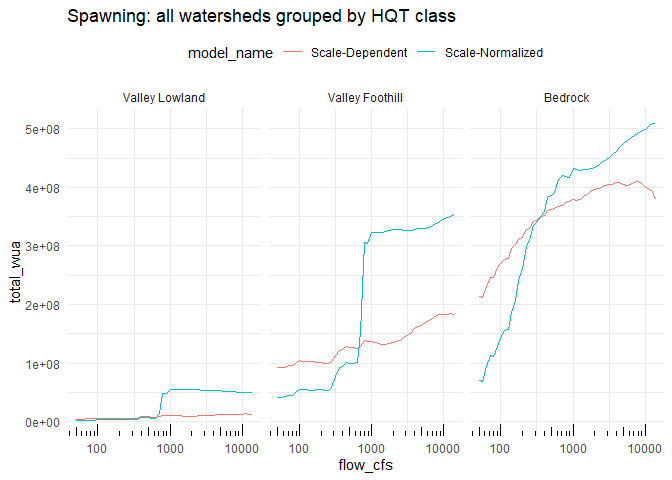 Spawning: all watersheds grouped by HQT class
model_name Scale-Dependent Scale-Normalized
Valley Lowland Valley Foothill Bedrock
5e+08
4e+08
3e+08
2e+08
1e+08
0e+00
total_wua
100 1000 10000 100 1000 10000 100 1000 10000
flow_cfs